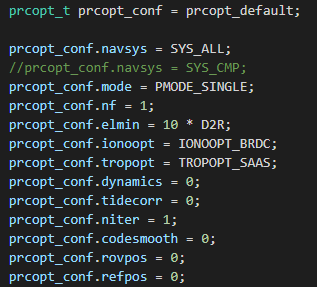 prcopt_t prcopt_conf = prcopt_default;
prcopt_conf.navsys = SYS_ALL;
//prcopt_conf.navsys = SYS_CMP;
prcopt_conf.mode = PMODE_SINGLE;
prcopt_conf.nf = 1;
prcopt_conf.elmin = 10 * D2R;
prcopt_conf.ionoopt = IONOOPT_BRDC;
prcopt_conf.tropopt = TROPOPT_SAAS;
prcopt_conf.dynamics = 0;
prcopt_conf.tidecorr = 0;
prcopt_conf.niter = 1;
prcopt_conf.codesmooth = 0;
prcopt_conf.rovpos = 0;
prcopt_conf.refpos = 0;